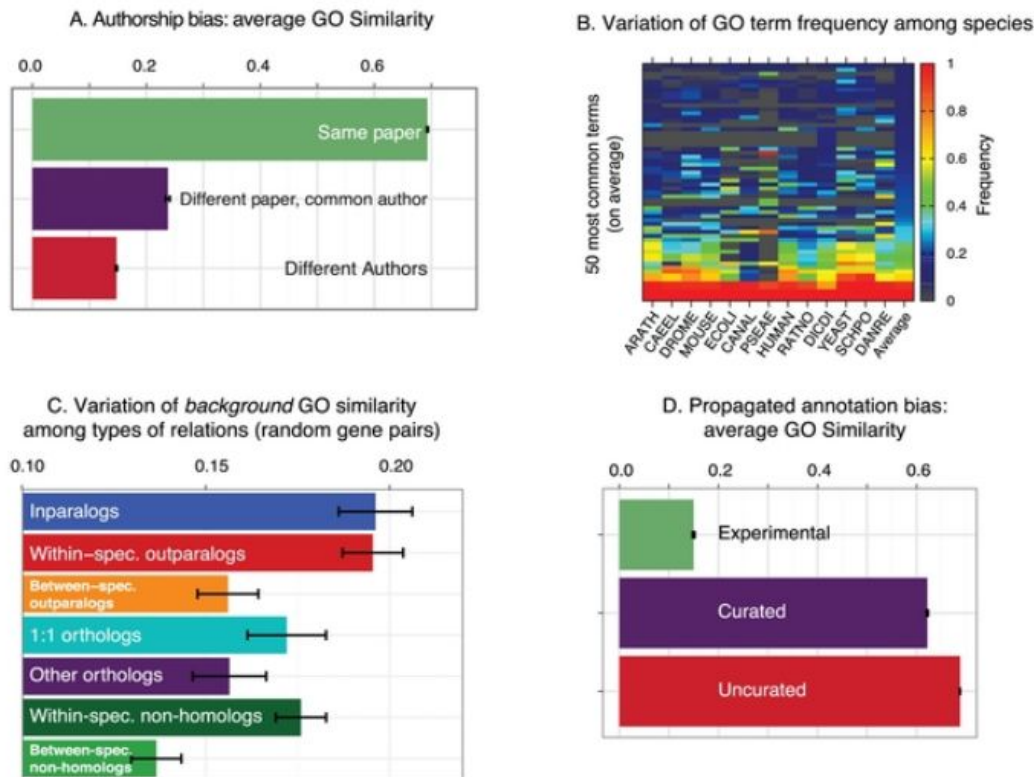 A. Authorship bias: average GO Similarity
0.0 0.2 0.4 0.6
Same paper
Different paper, common author
Different Authors
B. Variation of GO term frequency among species
50 most common terms
(on average)
1
0.8
0.6
0.4
0.2
0
Frequency
ARATH
CAEEL
DROME
MOUSE
ECOLI
CANAL
PSEAE
HUMAN
RATNO
DICDI
YEAST
SCHPO
DANRE
Average
C. Variation of background GO similarity
among types of relations (random gene pairs)
0.10 0.15 0.20
Inparalogs
Within-spec. outparalogs
Between-spec.
outparalogs
1:1 orthologs
Other orthologs
Within-spec. non-homologs
Between-spec.
non-homologs
D. Propagated annotation bias:
average GO Similarity
0.0 0.2 0.4 0.6
Experimental
Curated
Uncurated